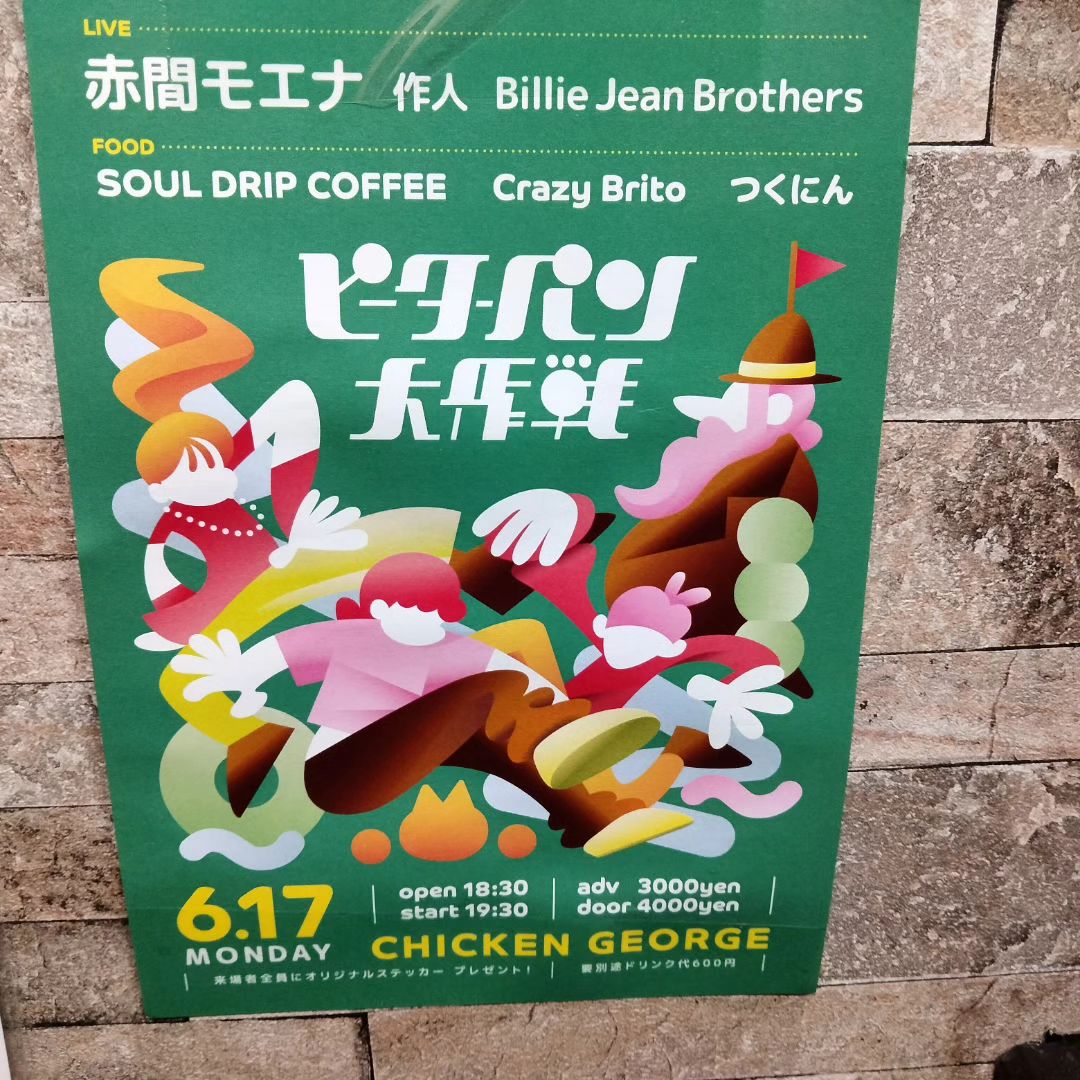 LIVE
赤間モエナ 作人 Billie Jean Brothers
FOOD
SOUL DRIP COFFEE Crazy Brito つくにん
ピーターパン
大作戦
6.17 open 18:30 adv 3000yen
MONDAY start 19:30 door 4000yen
CHICKEN GEORGE
来場者全員にオリジナルステッカー プレゼント! 要別途ドリンク代600円